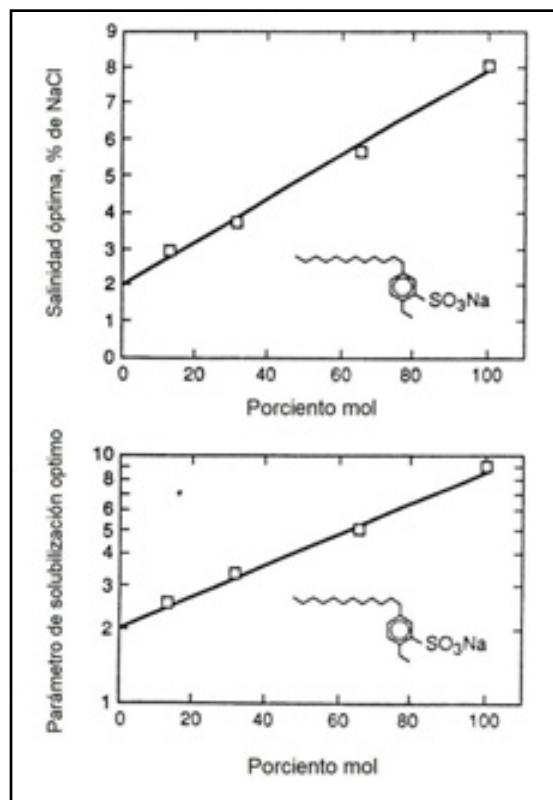 Salinidad óptima, % de NaCl
9
8
7
6
5
4
3
2
1
0
SO3Na
0 20 40 60 80 100
Porciento mol
Parámetro de solubilización optimo
10
8
6
5
4
3
2
1
SO3Na
0 20 40 60 80 100
Porciento mol